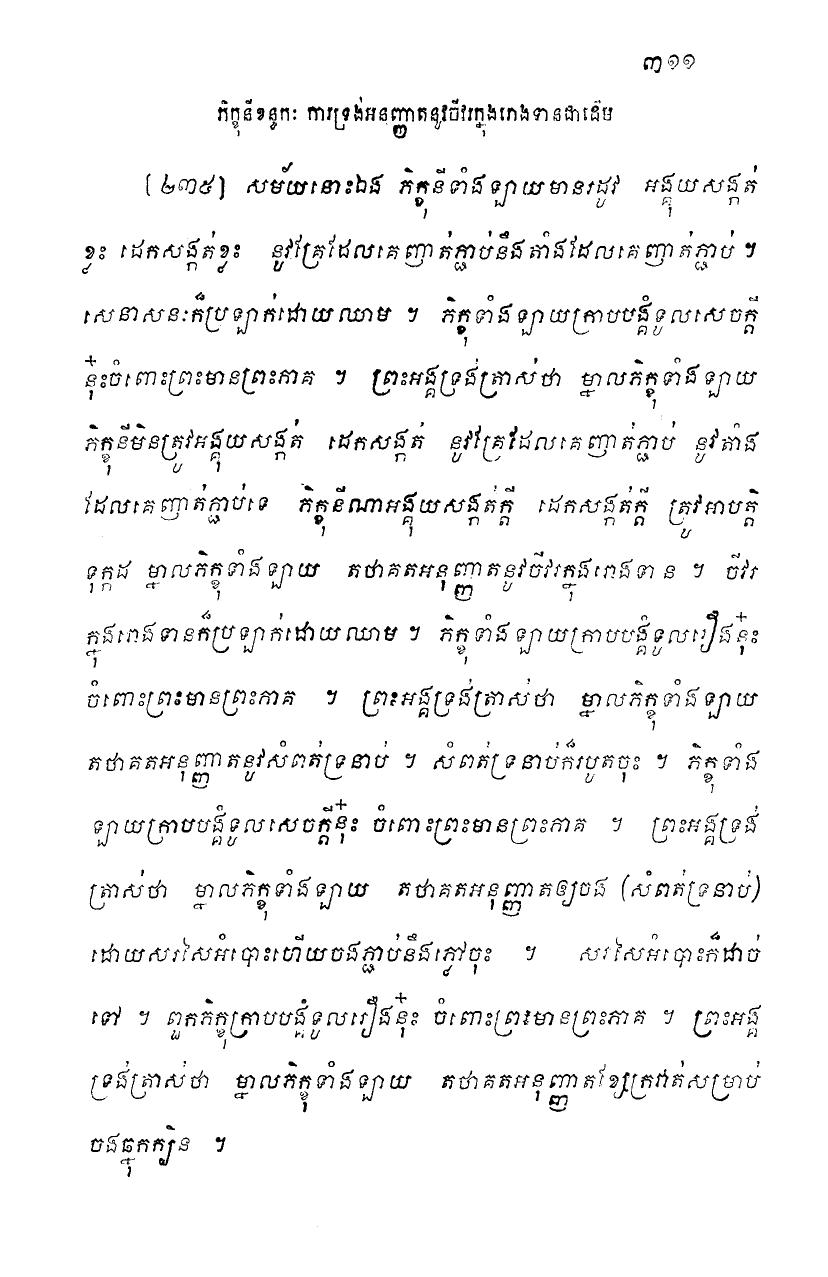 ៣១១
ភិក្ខុនីខន្ធកៈ ការទ្រង់អនុញ្ញាតនូវចីវរក្នុងរោងទានជាដើម
(២៣៥) សម័យនោះឯង ភិក្ខុនីទាំងឡាយមានរដូវ អង្គុយសង្កត់
ខ្លះ ដេកសង្កត់ខ្លះ នូវគ្រែដែលគេញាត់ភ្ជាប់នឹងតាំងដែលគេញាត់ភ្ជាប់ ។
សេនាសនៈក៏ប្រឡាក់ដោយឈាម ។ ភិក្ខុទាំងឡាយក្រាបបង្គំទូលសេចក្តី
នុ៎ះចំពោះព្រះមានព្រះភាគ ។ ព្រះអង្គទ្រង់ត្រាស់ថា ម្នាលភិក្ខុទាំងឡាយ
ភិក្ខុនីមិនត្រូវអង្គុយសង្កត់ ដេកសង្កត់ នូវគ្រែដែលគេញាត់ភ្ជាប់ នូវតាំង
ដែលគេញាត់ភ្ជាប់ទេ ភិក្ខុនីណាអង្គុយសង្កត់ក្តី ដេកសង្កត់ក្តី ត្រូវអាបត្តិ
ទុក្កដ ម្នាលភិក្ខុទាំងឡាយ តថាគតអនុញ្ញាតនូវចីវរក្នុងរោងទាន ។ ចីវរ
ក្នុងរោងទានក៏ប្រឡាក់ដោយឈាម ។ ភិក្ខុទាំងឡាយក្រាបបង្គំទូលរឿងនុ៎ះ
ចំពោះព្រះមានព្រះភាគ ។ ព្រះអង្គទ្រង់ត្រាស់ថា ម្នាលភិក្ខុទាំងឡាយ
តថាគតអនុញ្ញាតនូវសំពត់ទ្រនាប់ ។ សំពត់ទ្រនាប់ក៏របូតចុះ ។ ភិក្ខុទាំង
ឡាយក្រាបបង្គំទូលសេចក្តីនុ៎ះ ចំពោះព្រះមានព្រះភាគ ។ ព្រះអង្គទ្រង់
ត្រាស់ថា ម្នាលភិក្ខុទាំងឡាយ តថាគតអនុញ្ញាតឲ្យចង (សំពត់ទ្រនាប់)
ដោយសរសៃអំបោះហើយចងភ្ជាប់នឹងភ្លៅចុះ ។ សរសៃអំបោះក៏ដាច់
ទៅ ។ ពួកភិក្ខុក្រាបបង្គំទូលរឿងនុ៎ះ ចំពោះព្រះមានព្រះភាគ ។ ព្រះអង្គ
ទ្រង់ត្រាស់ថា ម្នាលភិក្ខុទាំងឡាយ តថាគតអនុញ្ញាតខ្សែក្រវាត់សម្រាប់
ចងធ្នុកក្បិន ។